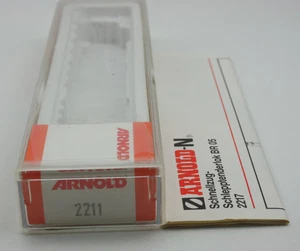 ARNOLD
ARNOLD
2211
ARNOLD-N®
Schnellzug-
Schlepptenderlok BR 05
2217